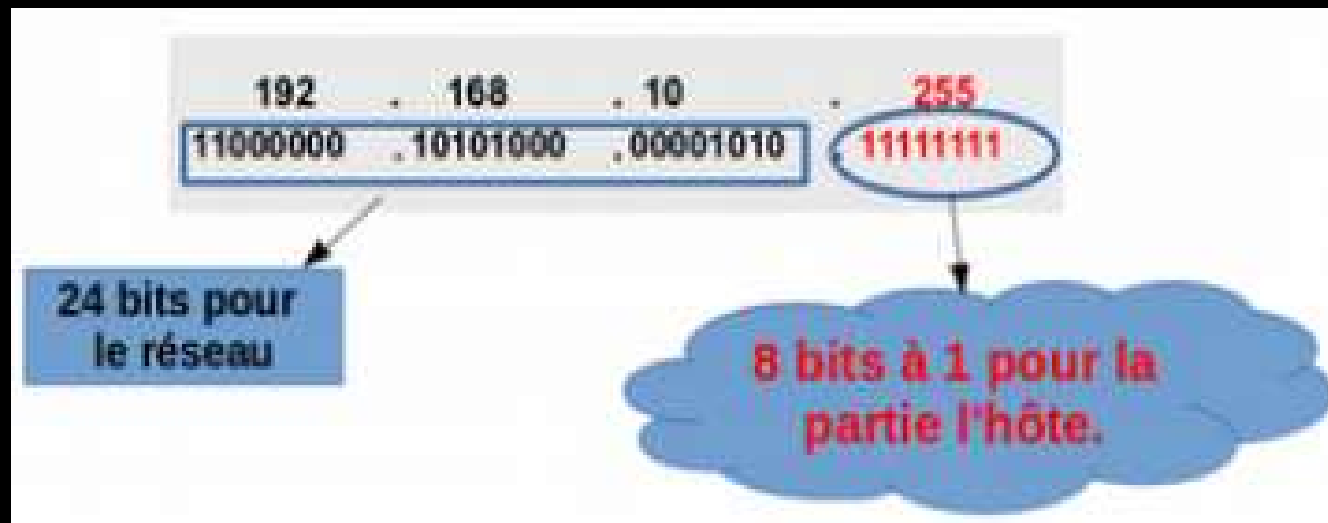 192 . 168 . 10 . 255
11000000 .10101000 .00001010 . 11111111
24 bits pour
le réseau
8 bits à 1 pour la
partie l'hôte.